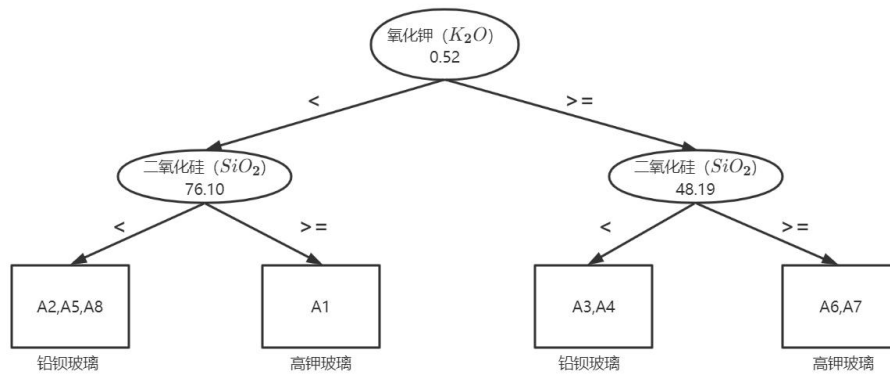 氧化钾（K₂O）
0.52
<
>=
二氧化硅（SiO₂）
76.10
二氧化硅（SiO₂）
48.19
<
>=
<
>=
A2,A5,A8
A1
A3,A4
A6,A7
铅钡玻璃
高钾玻璃
铅钡玻璃
高钾玻璃